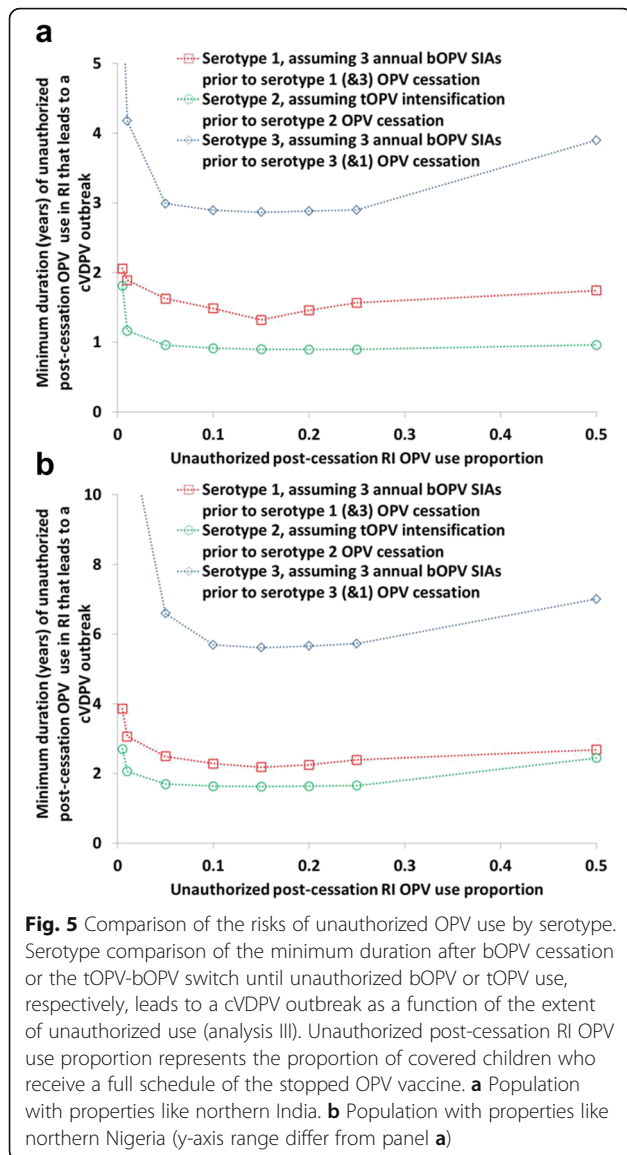 a
Serotype 1, assuming 3 annual bOPV SIAs
prior to serotype 1 (&3) OPV cessation
Serotype 2, assuming tOPV intensification
prior to serotype 2 OPV cessation
Serotype 3, assuming 3 annual bOPV SIAs
prior to serotype 3 (&1) OPV cessation
Minimum duration (years) of unauthorized
post-cessation OPV use in RI that leads to a
cVDPV outbreak
5
4
3
2
1
0
0 0.1 0.2 0.3 0.4 0.5
Unauthorized post-cessation RI OPV use proportion
b
Serotype 1, assuming 3 annual bOPV SIAs
prior to serotype 1 (&3) OPV cessation
Serotype 2, assuming tOPV intensification
prior to serotype 2 OPV cessation
Serotype 3, assuming 3 annual bOPV SIAs
prior to serotype 3 (&1) OPV cessation
Minimum duration (years) of unauthorized
post-cessation OPV use in RI that leads to a
cVDPV outbreak
10
8
6
4
2
0
0 0.1 0.2 0.3 0.4 0.5
Unauthorized post-cessation RI OPV use proportion
Fig. 5 Comparison of the risks of unauthorized OPV use by serotype.
Serotype comparison of the minimum duration after bOPV cessation
or the tOPV-bOPV switch until unauthorized bOPV or tOPV use,
respectively, leads to a cVDPV outbreak as a function of the extent
of unauthorized use (analysis III). Unauthorized post-cessation RI OPV
use proportion represents the proportion of covered children who
receive a full schedule of the stopped OPV vaccine. a Population
with properties like northern India. b Population with properties like
northern Nigeria (y-axis range differ from panel a)